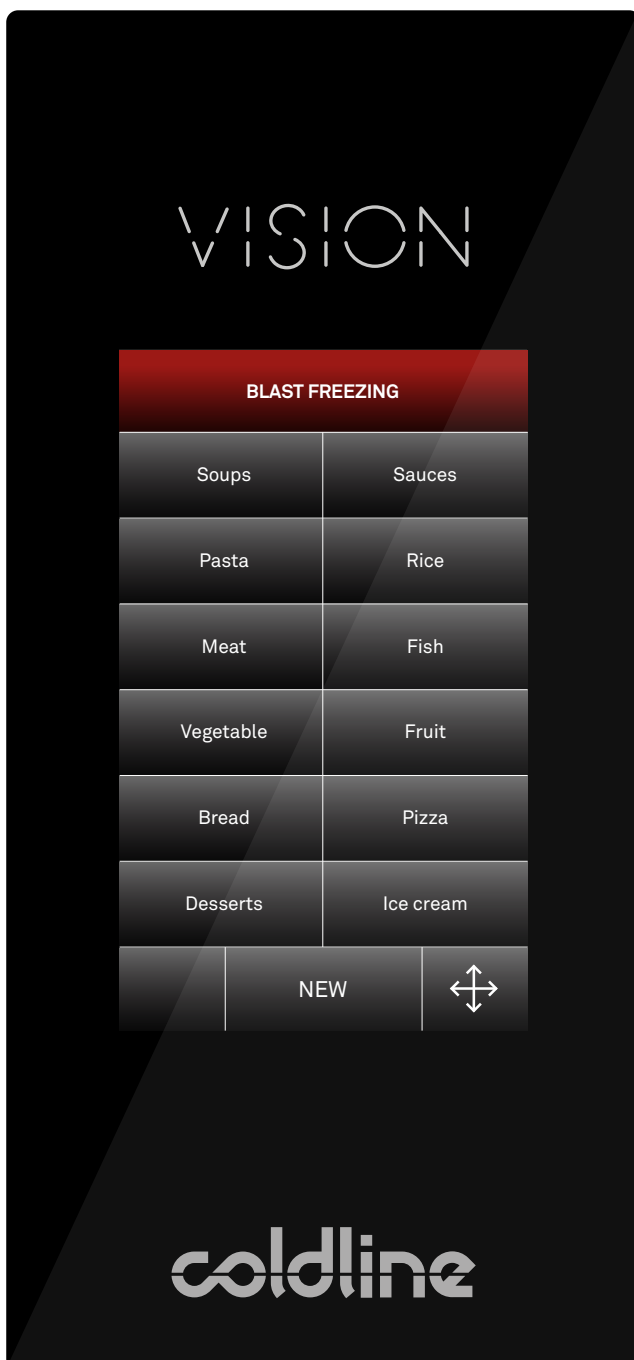 VISION
BLAST FREEZING
Soups Sauces
Pasta Rice
Meat Fish
Vegetable Fruit
Bread Pizza
Desserts Ice cream
NEW
coldline